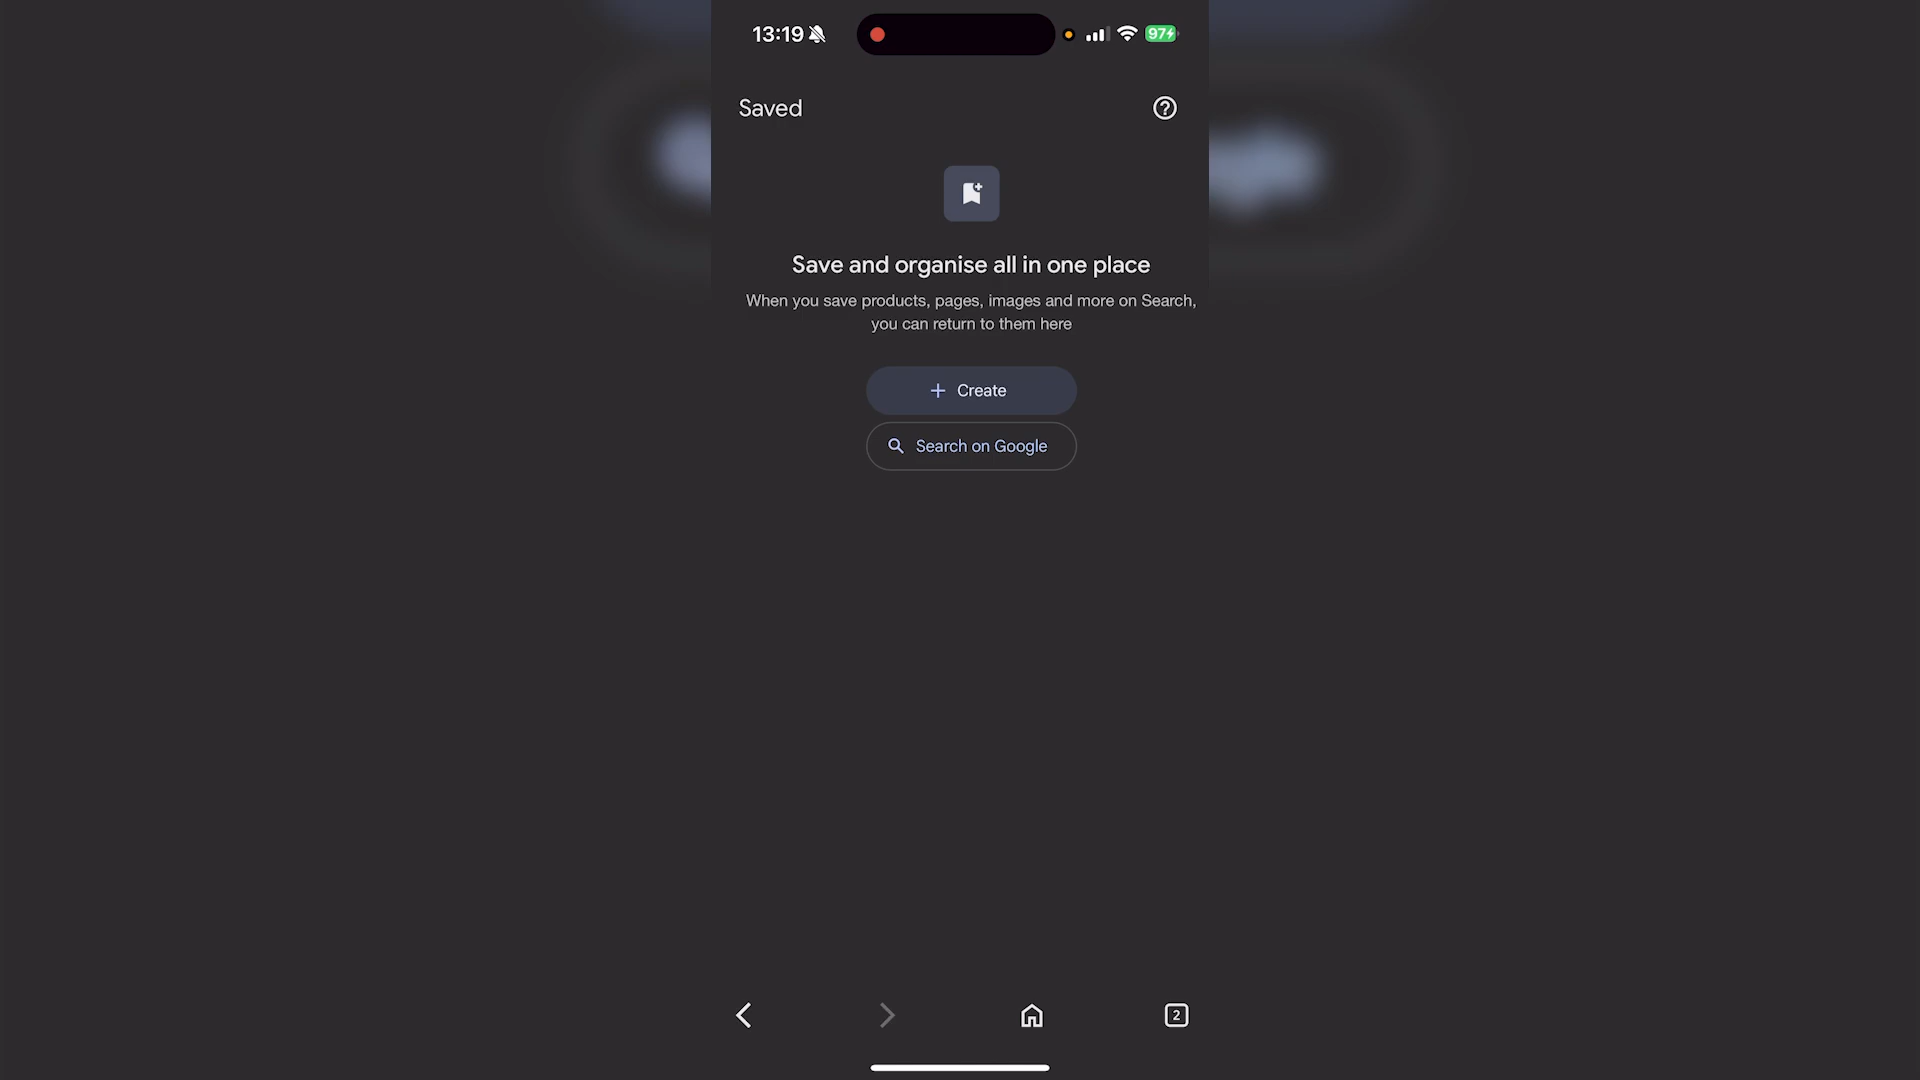 13:19
97
Saved
Save and organise all in one place
When you save products, pages, images and more on Search,
you can return to them here
Create
Search on Google
2